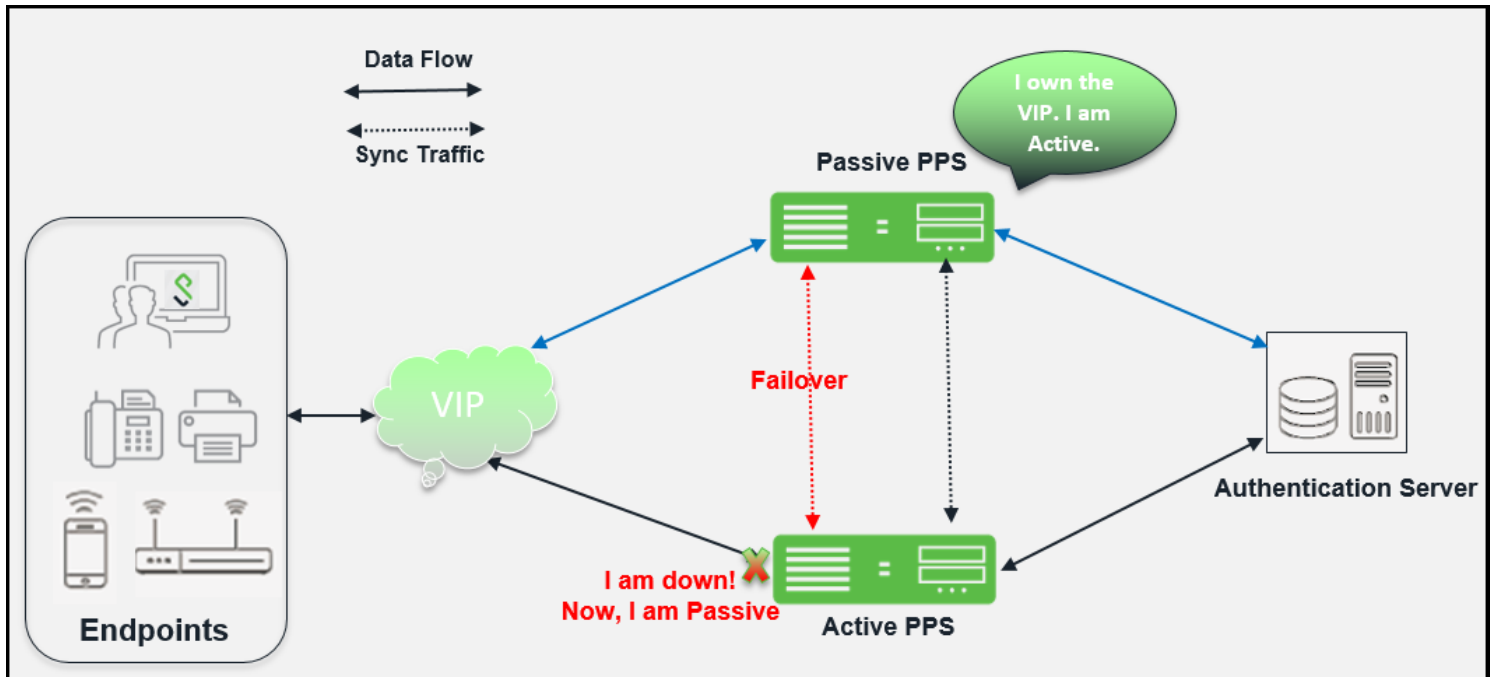 Data Flow
Sync Traffic
I own the
VIP. I am
Active.
Passive PPS
Failover
VIP
Authentication Server
I am down!
Now, I am Passive
Active PPS
Endpoints